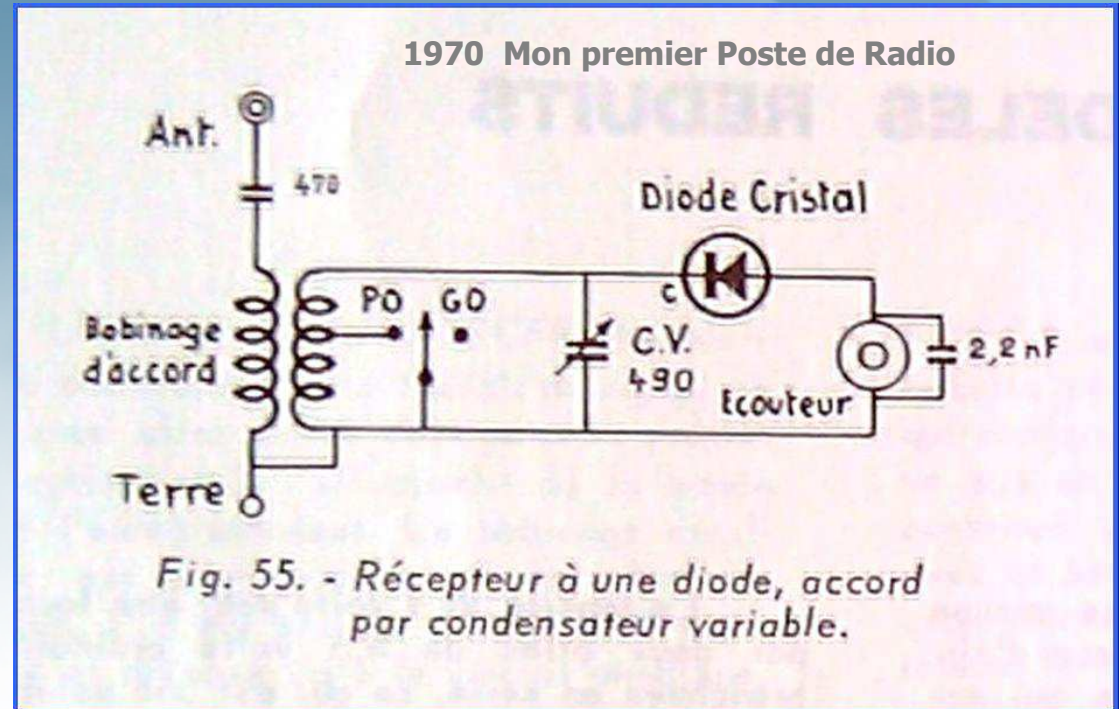 1970 Mon premier Poste de Radio
Ant.
470
Diode Cristal
PO GO
C
Bobinage
d'accord
C.V.
490
2,2 nF
Ecouteur
Terre
Fig. 55. - Récepteur à une diode, accord
par condensateur variable.